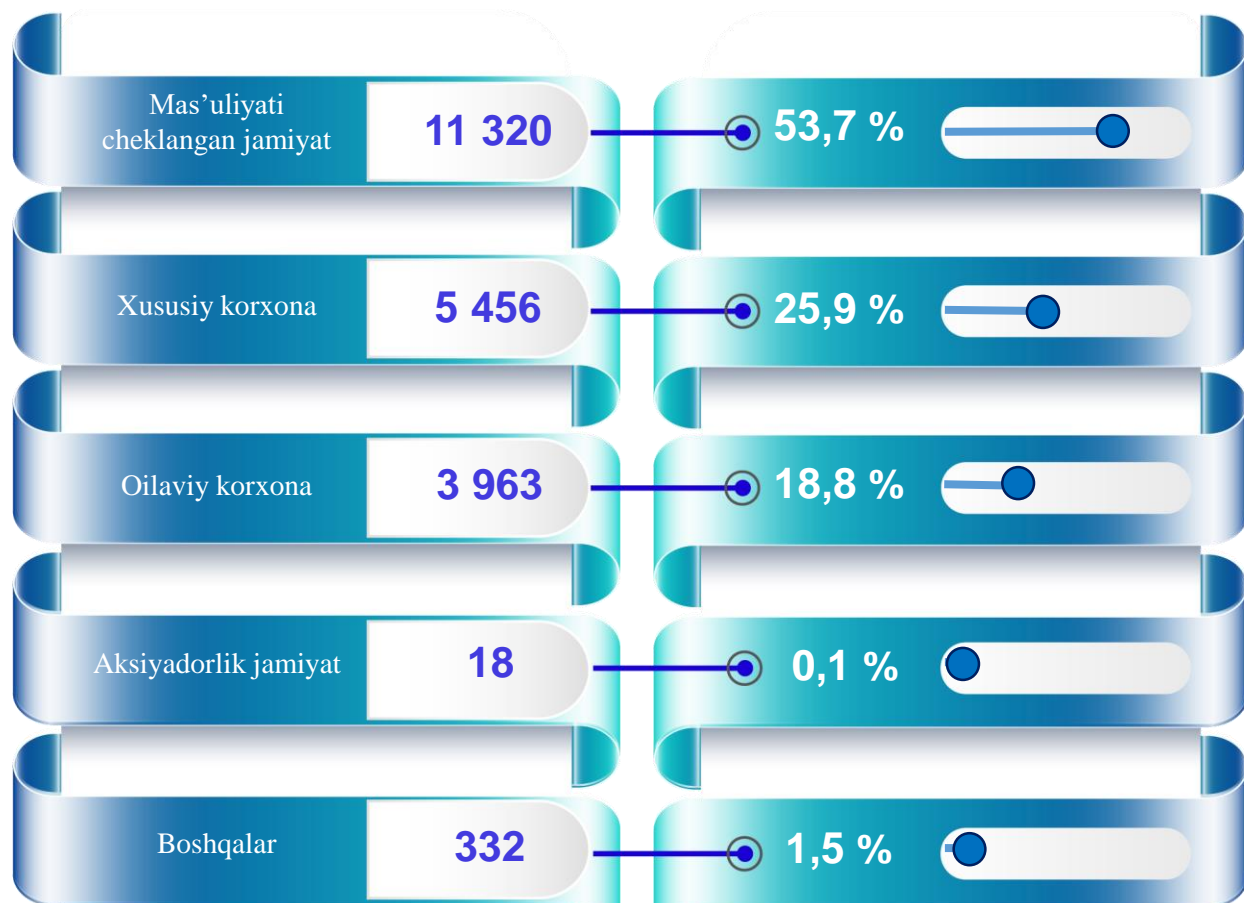 Mas’uliyati
cheklangan jamiyat
11 320
53,7 %
Xususiy korxona
5 456
25,9 %
Oilaviy korxona
3 963
18,8 %
Aksiyadorlik jamiyat
18
0,1 %
Boshqalar
332
1,5 %